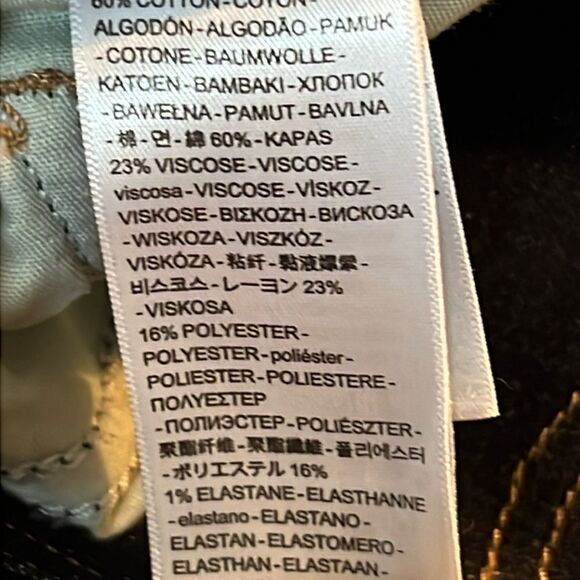 60% COTTON-COTON-
ALGODÓN-ALGODÃO-PAMUK
-COTONE-BAUMWOLLE-
KATOEN-BAMBAKI-ХЛОПОК
-BAWEŁNA-PAMUT-BAVLNA
-棉-면-綿 60%-KAPAS
23% VISCOSE-VISCOSE-
viscosa-VISCOSE-VİSKOZ-
VISKOSE-ΒΙΣΚΟΖΗ-ВИСКОЗА
-WISKOZA-VISZKÓZ-
VISKÓZA-粘纤-黏液嫘縈-
비스코스-レーヨン 23%
-VISKOSA
16% POLYESTER-
POLYESTER-poliéster-
POLIESTER-POLIESTERE-
ΠΟΛΥΕΣΤΕΡ
-ПОЛИЭСТЕР-POLIÉSZTER-
聚酯纤维-聚酯纖維-폴리에스터
-ポリエステル 16%
1% ELASTANE-ELASTHANNE
-elastano-ELASTANO-
ELASTAN-ELASTOMERO-
ELASTHAN-ELASTAAN-